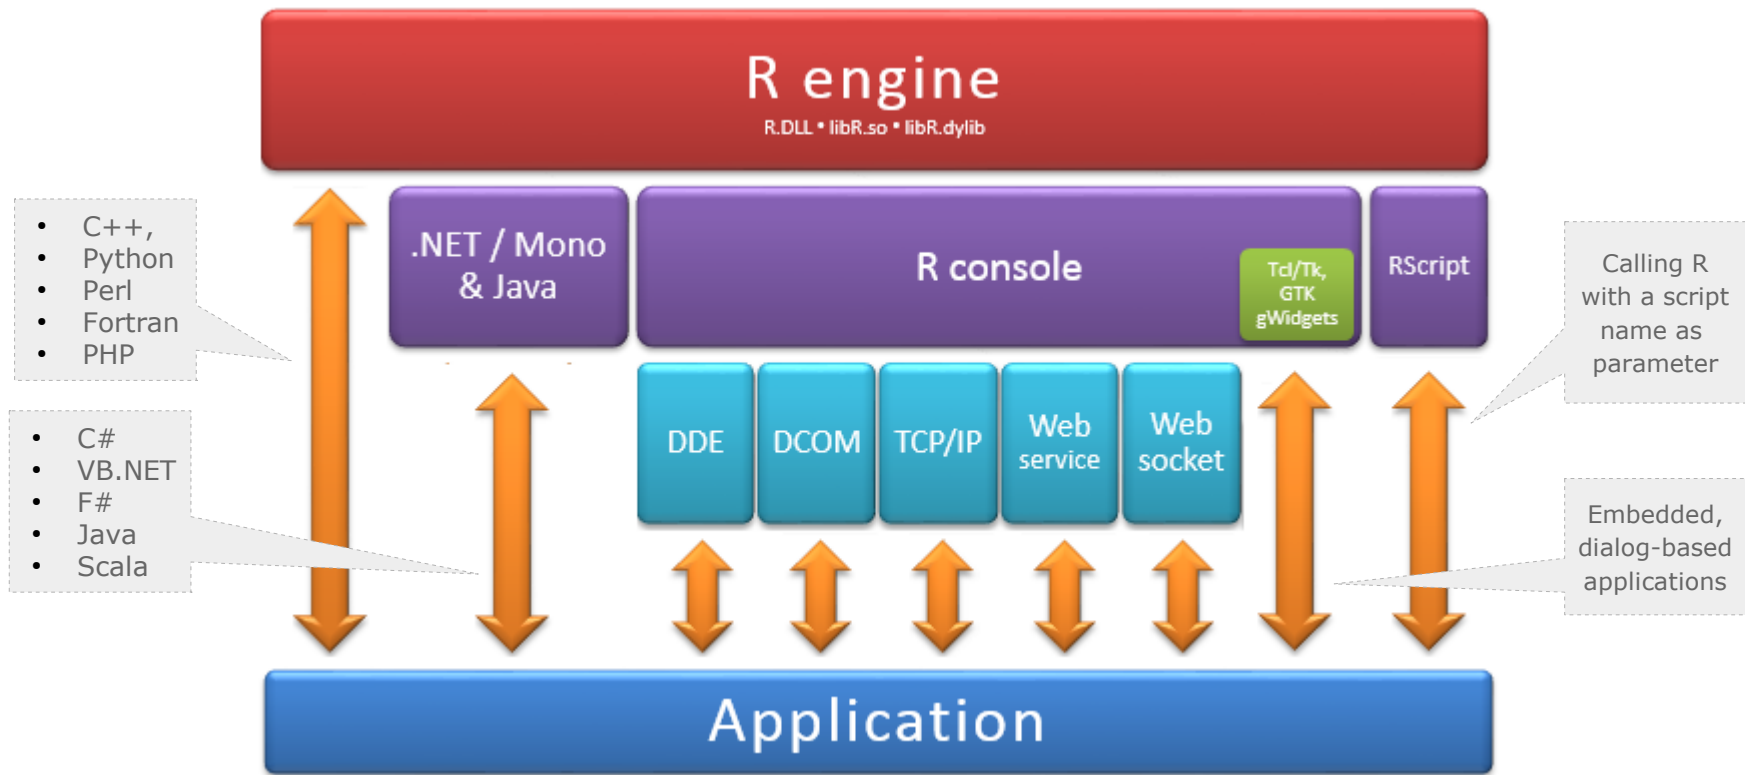 R engine
R.DLL • libR.so • libR.dylib
• C++,
• Python
• Perl
• Fortran
• PHP
.NET / Mono
& Java
R console
Tcl/Tk,
GTK
gWidgets
RScript
Calling R
with a script
name as
parameter
• C#
• VB.NET
• F#
• Java
• Scala
DDE
DCOM
TCP/IP
Web
service
Web
socket
Embedded,
dialog-based
applications
Application